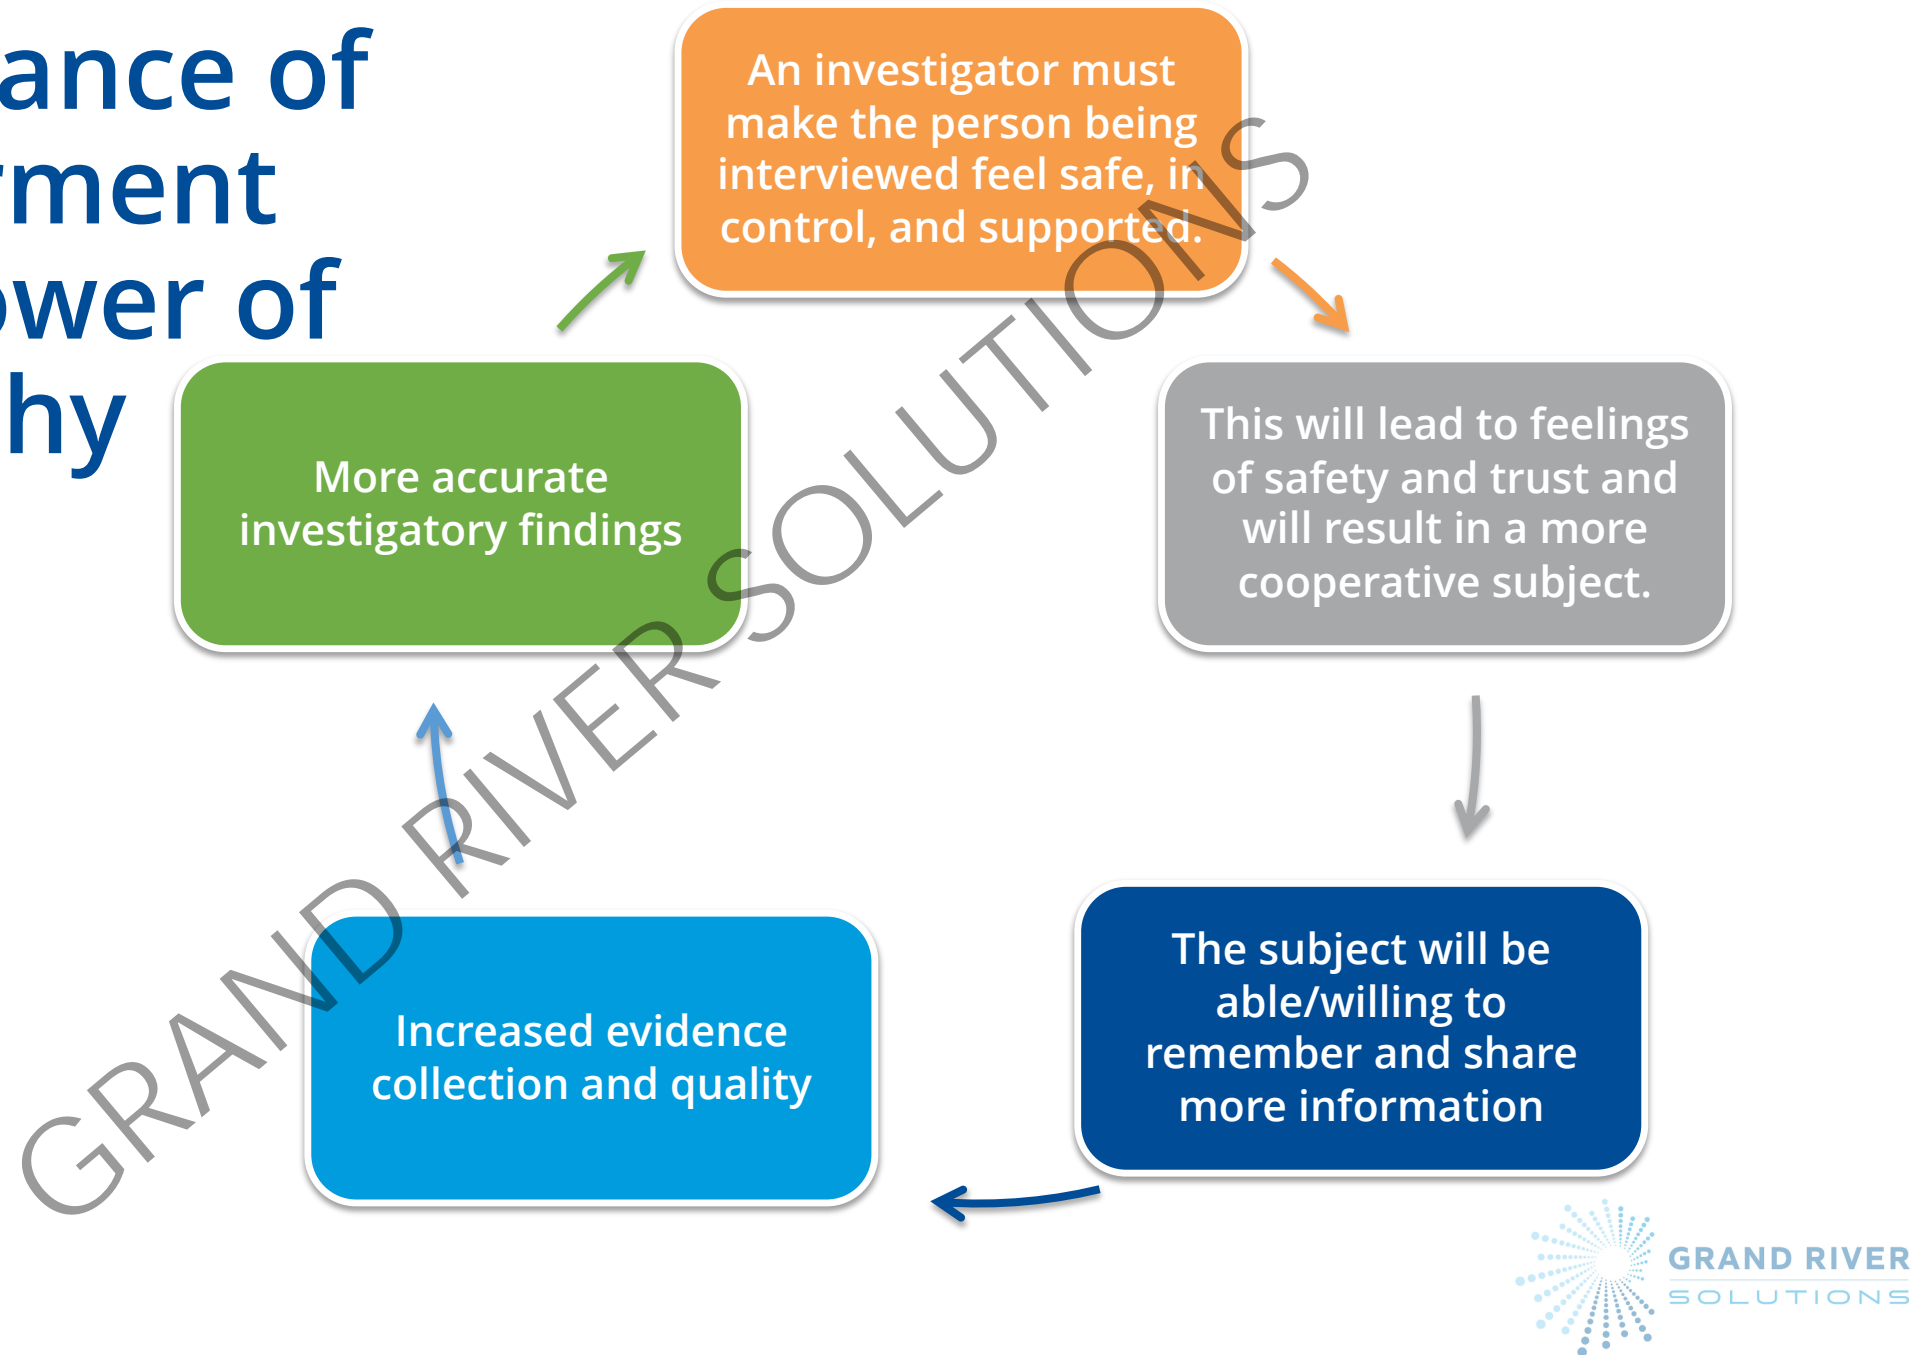 ance of
rment
ower of
hy
An investigator must
make the person being
interviewed feel safe, in
control, and supported.
This will lead to feelings
of safety and trust and
will result in a more
cooperative subject.
The subject will be
able/willing to
remember and share
more information
Increased evidence
collection and quality
More accurate
investigatory findings
GRAND RIVER SOLUTIONS
GRAND RIVER
SOLUTIONS